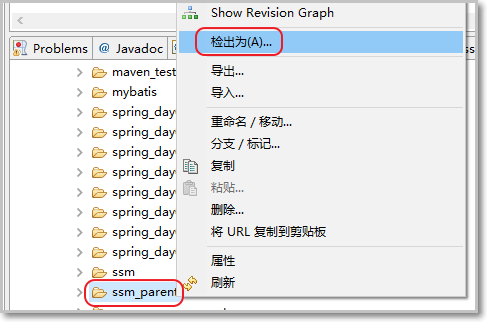 Show Revision Graph
检出为(A)...
Problems
@ Javadoc
导出...
maven_test
导入...
mybatis
重命名 / 移动...
spring_day
分支 / 标记...
spring_day
复制
spring_day
粘贴...
spring_day
删除...
spring_day
将 URL 复制到剪贴板
spring_day
属性
ssm
刷新
ssm_parent